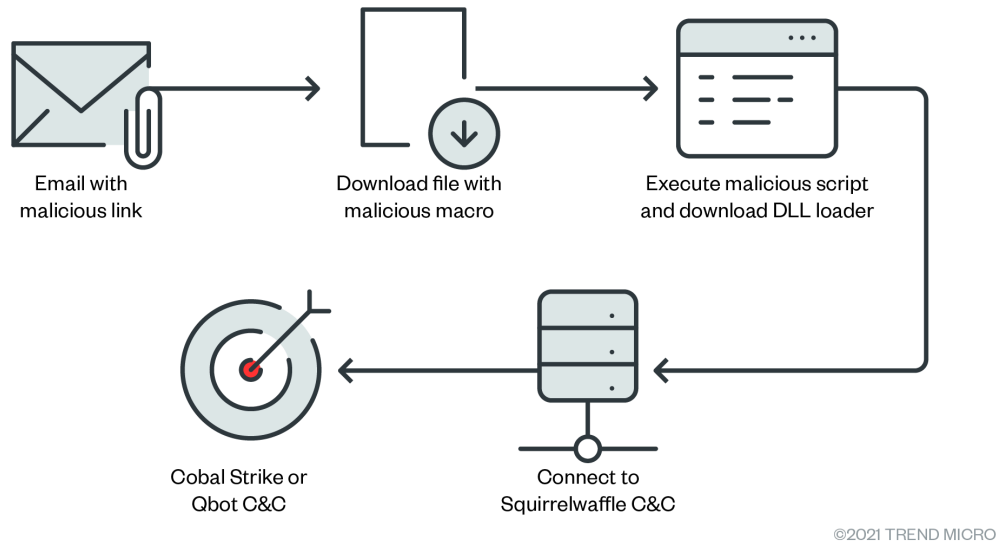 Email with
malicious link
Download file with
malicious macro
Execute malicious script
and download DLL loader
Cobal Strike or
Qbot C&C
Connect to
Squirrelwaffle C&C
©2021 TREND MICRO